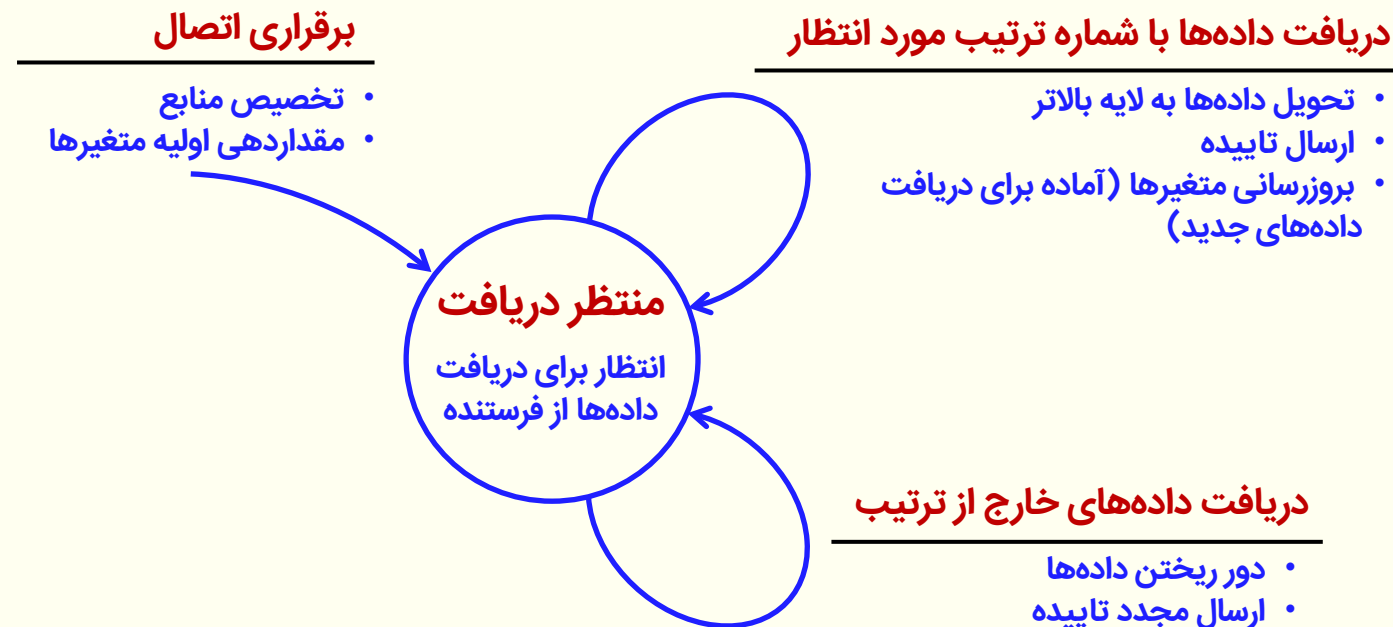 برقراری اتصال
• تخصیص منابع
• مقداردهی اولیه متغیرها
دریافت داده‌ها با شماره ترتیب مورد انتظار
• تحویل داده‌ها به لایه بالاتر
• ارسال تاییده
• بروزرسانی متغیرها (آماده برای دریافت
داده‌های جدید)
منتظر دریافت
انتظار برای دریافت
داده‌ها از فرستنده
دریافت داده‌های خارج از ترتیب
• دور ریختن داده‌ها
• ارسال مجدد تاییده